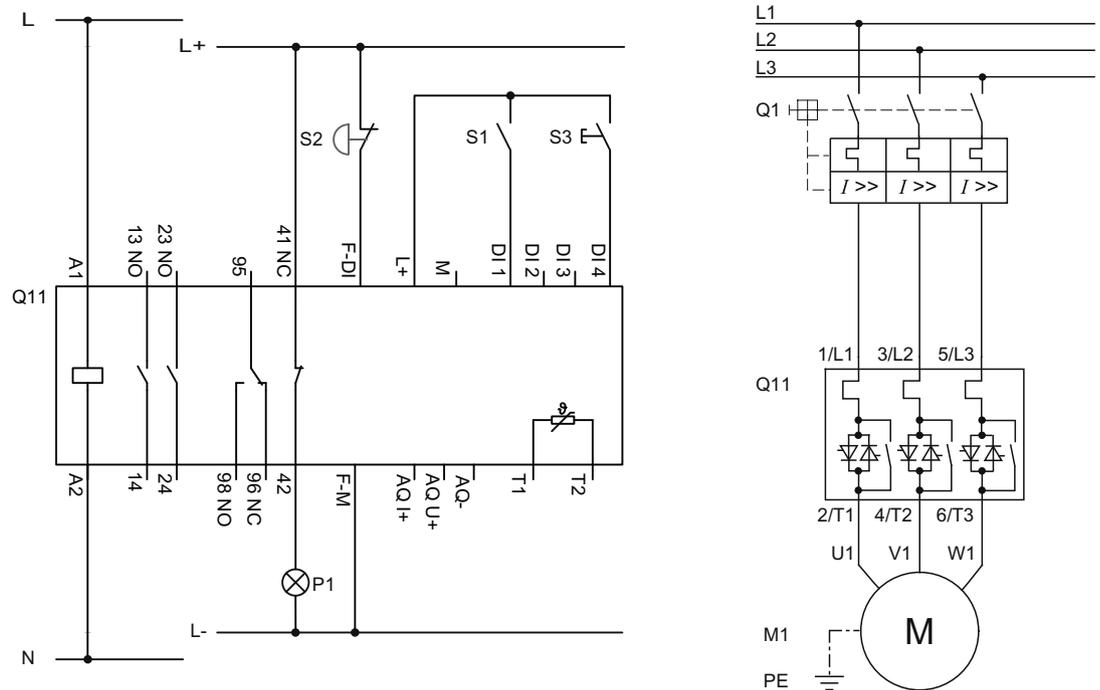 L
L+
S2
S1
S3
A1
13 NO
23 NO
95
41 NC
F-DI
L+
M
DI 1
DI 2
DI 3
DI 4
Q11
ϑ
A2
14
24
98 NO
96 NC
42
F-M
AQ I+
AQ U+
AQ-
T1
T2
P1
L-
N
L1
L2
L3
Q1
I >> I >> I >>
1/L1 3/L2 5/L3
Q11
2/T1 4/T2 6/T3
U1 V1 W1
M
M1
PE